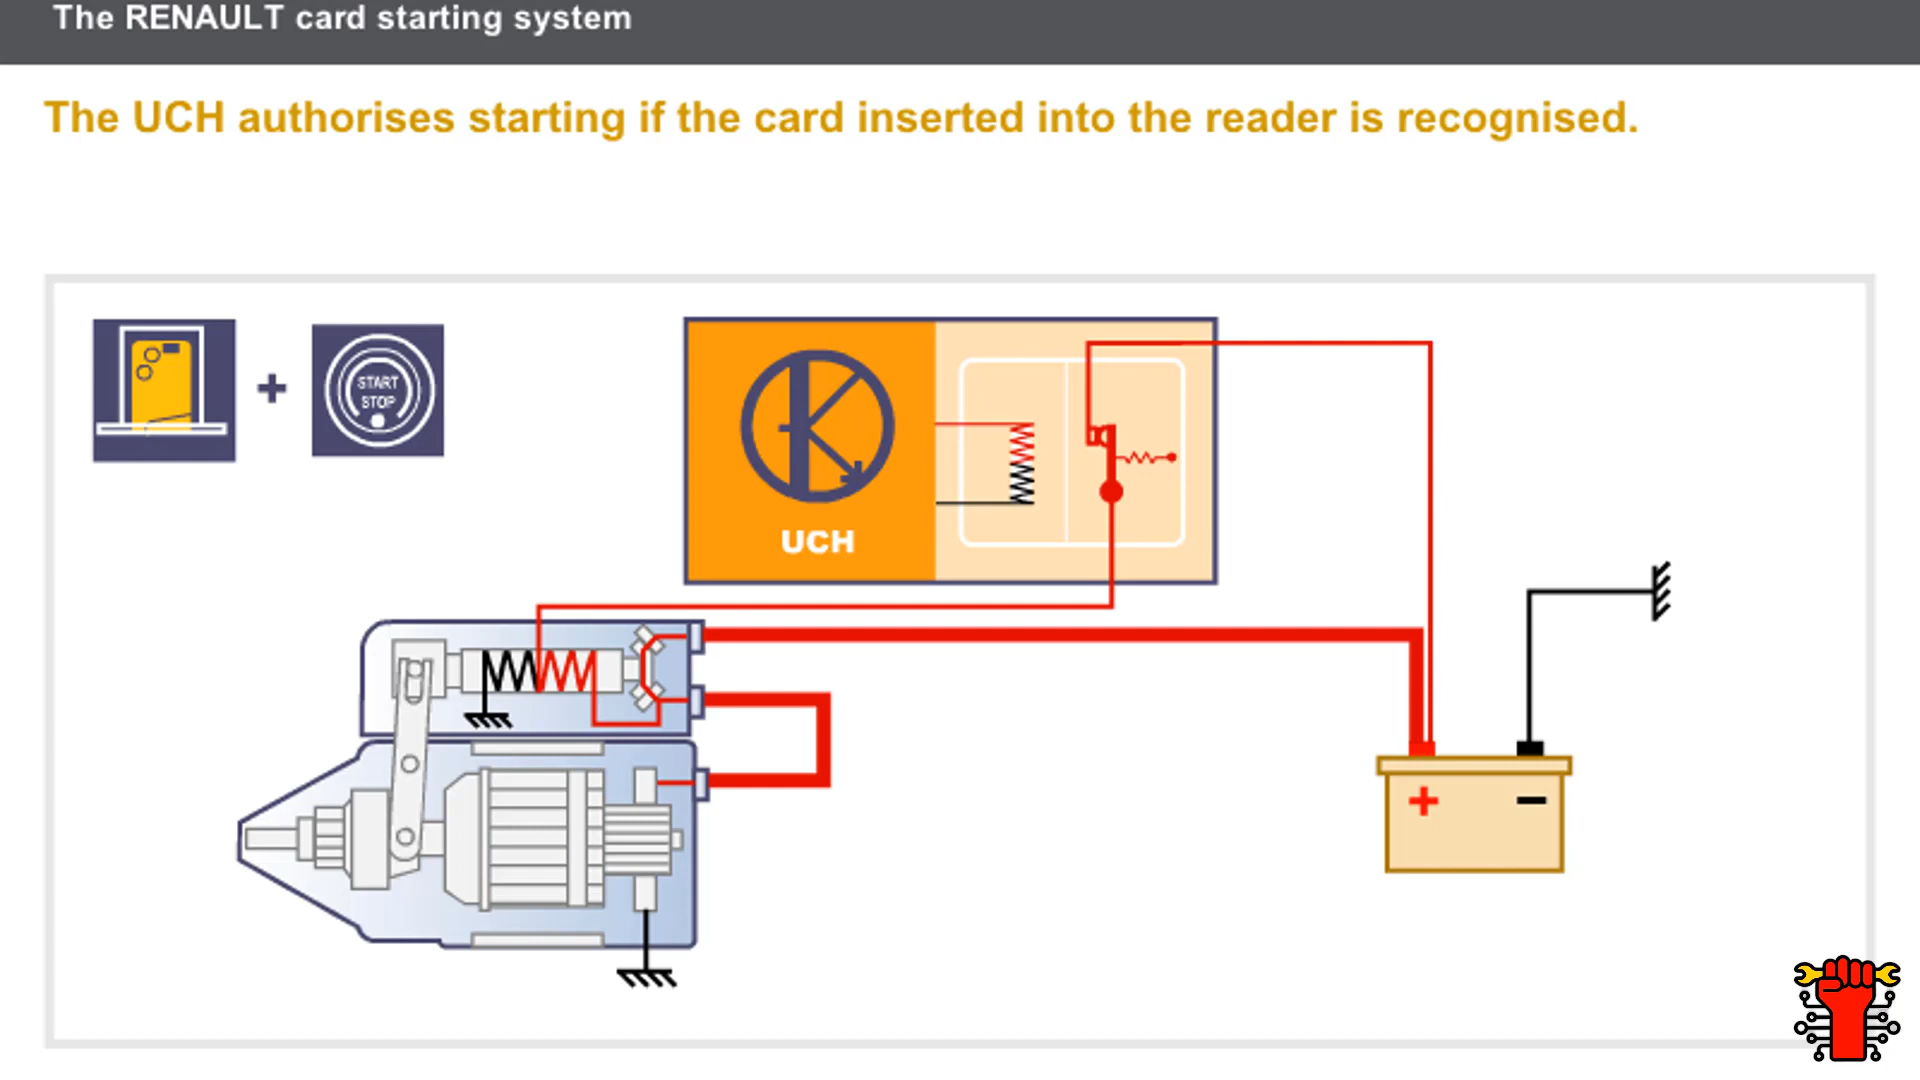 The RENAULT card starting system
The UCH authorises starting if the card inserted into the reader is recognised.
+
START
STOP
UCH
+ −